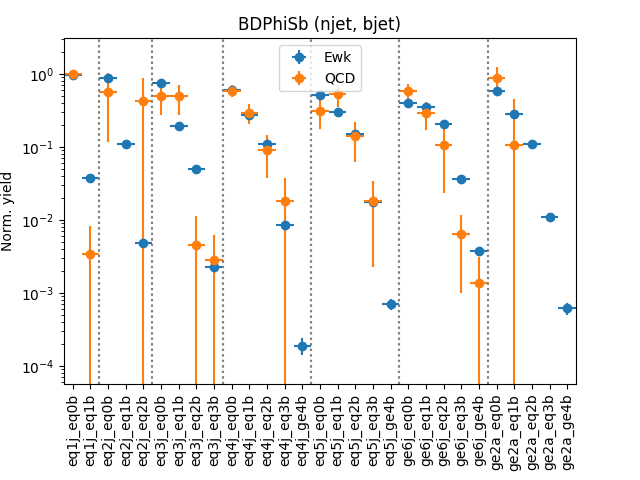 BDPhiSb (njet, bjet)
Ewk
QCD
Norm. yield
10⁰
10⁻¹
10⁻²
10⁻³
10⁻⁴
eq1j_eq0b
eq1j_eq1b
eq2j_eq0b
eq2j_eq1b
eq2j_eq2b
eq3j_eq0b
eq3j_eq1b
eq3j_eq2b
eq3j_eq3b
eq4j_eq0b
eq4j_eq1b
eq4j_eq2b
eq4j_eq3b
eq4j_ge4b
eq5j_eq0b
eq5j_eq1b
eq5j_eq2b
eq5j_eq3b
eq5j_ge4b
ge6j_eq0b
ge6j_eq1b
ge6j_eq2b
ge6j_eq3b
ge6j_ge4b
ge2a_eq0b
ge2a_eq1b
ge2a_eq2b
ge2a_eq3b
ge2a_ge4b